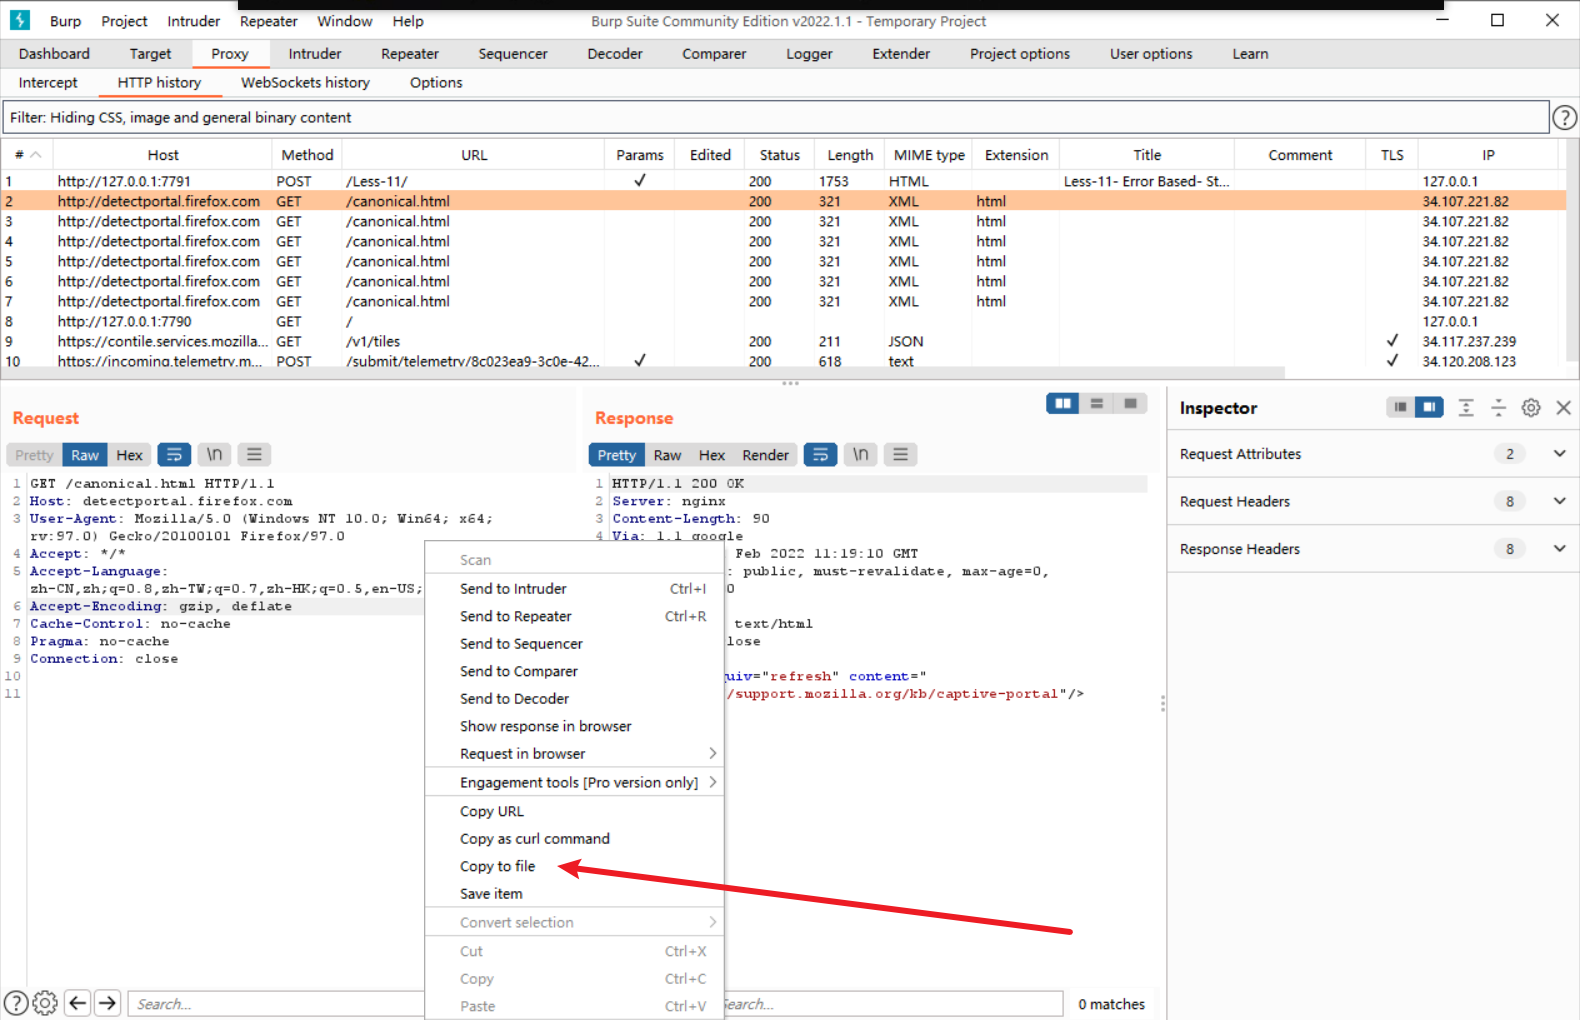 Burp Project Intruder Repeater Window Help Burp Suite Community Edition v2022.1.1 - Temporary Project
Dashboard Target Proxy Intruder Repeater Sequencer Decoder Comparer Logger Extender Project options User options Learn
Intercept HTTP history WebSockets history Options
Filter: Hiding CSS, image and general binary content ?
# Host Method URL Params Edited Status Length MIME type Extension Title Comment TLS IP
1 http://127.0.0.1:7791 POST /Less-11/ ✓ 200 1753 HTML Less-11- Error Based- St... 127.0.0.1
2 http://detectportal.firefox.com GET /canonical.html 200 321 XML html 34.107.221.82
3 http://detectportal.firefox.com GET /canonical.html 200 321 XML html 34.107.221.82
4 http://detectportal.firefox.com GET /canonical.html 200 321 XML html 34.107.221.82
5 http://detectportal.firefox.com GET /canonical.html 200 321 XML html 34.107.221.82
6 http://detectportal.firefox.com GET /canonical.html 200 321 XML html 34.107.221.82
7 http://detectportal.firefox.com GET /canonical.html 200 321 XML html 34.107.221.82
8 http://127.0.0.1:7790 GET / 127.0.0.1
9 https://contile.services.mozilla... GET /v1/tiles 200 211 JSON ✓ 34.117.237.239
10 https://incoming.telemetry.m... POST /submit/telemetry/8c023ea9-3c0e-42... ✓ 200 618 text ✓ 34.120.208.123
Request
Pretty Raw Hex \n
1 GET /canonical.html HTTP/1.1
2 Host: detectportal.firefox.com
3 User-Agent: Mozilla/5.0 (Windows NT 10.0; Win64; x64;
rv:97.0) Gecko/20100101 Firefox/97.0
4 Accept: */*
5 Accept-Language:
zh-CN,zh;q=0.8,zh-TW;q=0.7,zh-HK;q=0.5,en-US;
6 Accept-Encoding: gzip, deflate
7 Cache-Control: no-cache
8 Pragma: no-cache
9 Connection: close
10
11
Scan
Send to Intruder Ctrl+I
Send to Repeater Ctrl+R
Send to Sequencer
Send to Comparer
Send to Decoder
Show response in browser
Request in browser
Engagement tools [Pro version only]
Copy URL
Copy as curl command
Copy to file
Save item
Convert selection
Cut Ctrl+X
Copy Ctrl+C
Paste Ctrl+V
Response
Pretty Raw Hex Render \n
1 HTTP/1.1 200 OK
2 Server: nginx
3 Content-Length: 90
4 Via: 1.1 google
Feb 2022 11:19:10 GMT
: public, must-revalidate, max-age=0,
0
text/html
lose
uiv="refresh" content="
/support.mozilla.org/kb/captive-portal"/>
Inspector
Request Attributes 2
Request Headers 8
Response Headers 8
? Search... earch... 0 matches